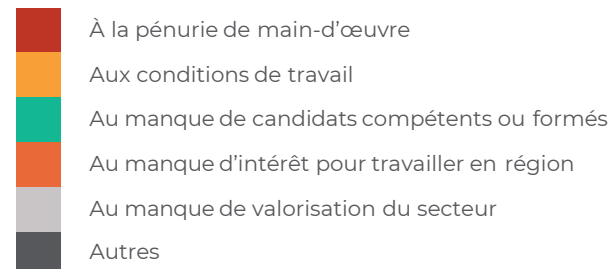 À la pénurie de main-d’œuvre
Aux conditions de travail
Au manque de candidats compétents ou formés
Au manque d’intérêt pour travailler en région
Au manque de valorisation du secteur
Autres